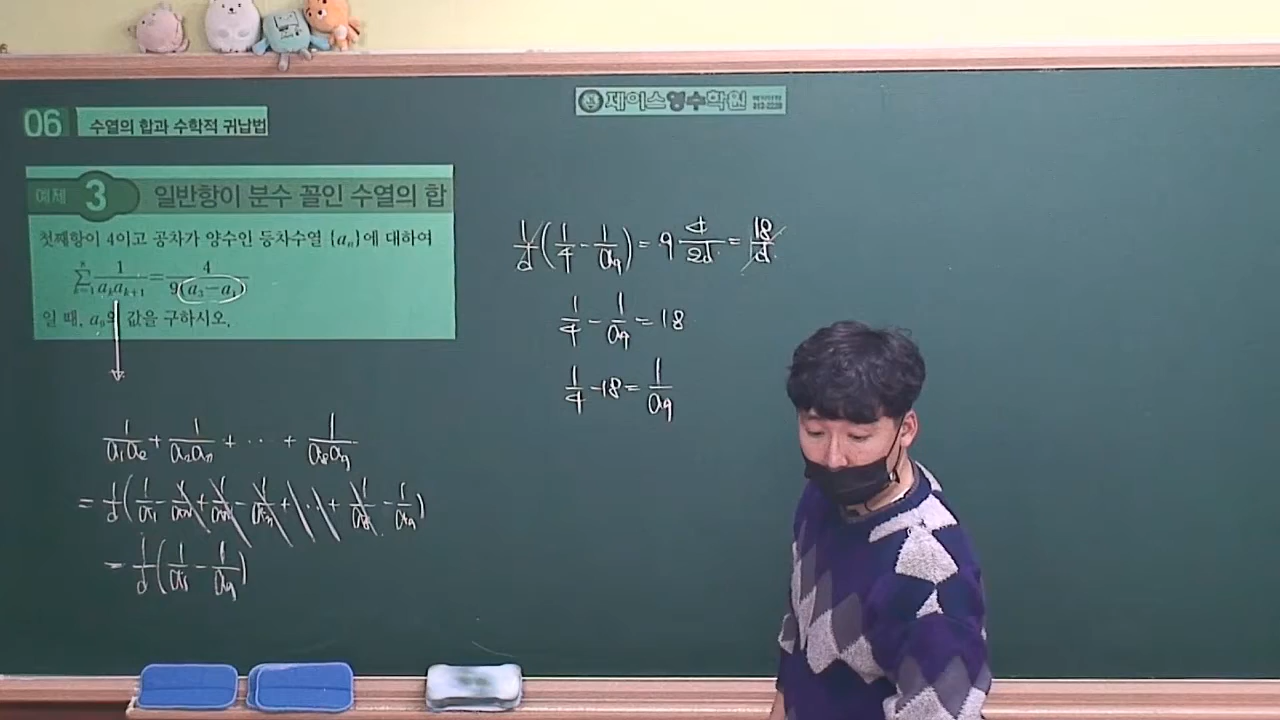 제이스영수학원
06 수열의 합과 수학적 귀납법
예제 3 일반항이 분수 꼴인 수열의 합
첫째항이 4이고 공차가 양수인 등차수열 {aₙ}에 대하여
∑ 1/(aₖaₖ₊₁) = 4/(9(a₃-a₁))
일 때, a₉의 값을 구하시오.
1/(a₁a₂) + 1/(a₂a₃) + ⋯ + 1/(a₈a₉)
= 1/d (1/a₁ - 1/a₂ + 1/a₂ - 1/a₃ + ⋯ + 1/a₈ - 1/a₉)
= 1/d (1/a₁ - 1/a₉)
1/d (1/4 - 1/a₉) = 9 4/2d = 18/d
1/4 - 1/a₉ = 18
1/4 - 18 = 1/a₉